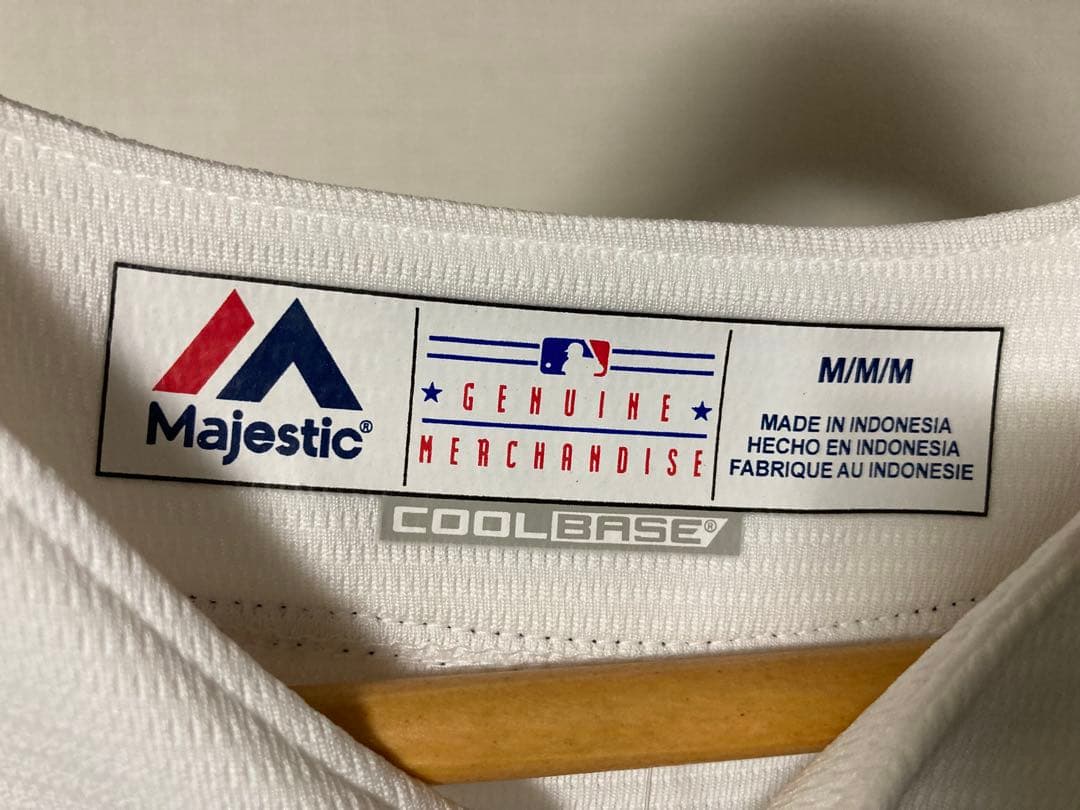 Majestic®
GENUINE
MERCHANDISE
M/M/M
MADE IN INDONESIA
HECHO EN INDONESIA
FABRIQUE AU INDONESIE
COOLBASE®